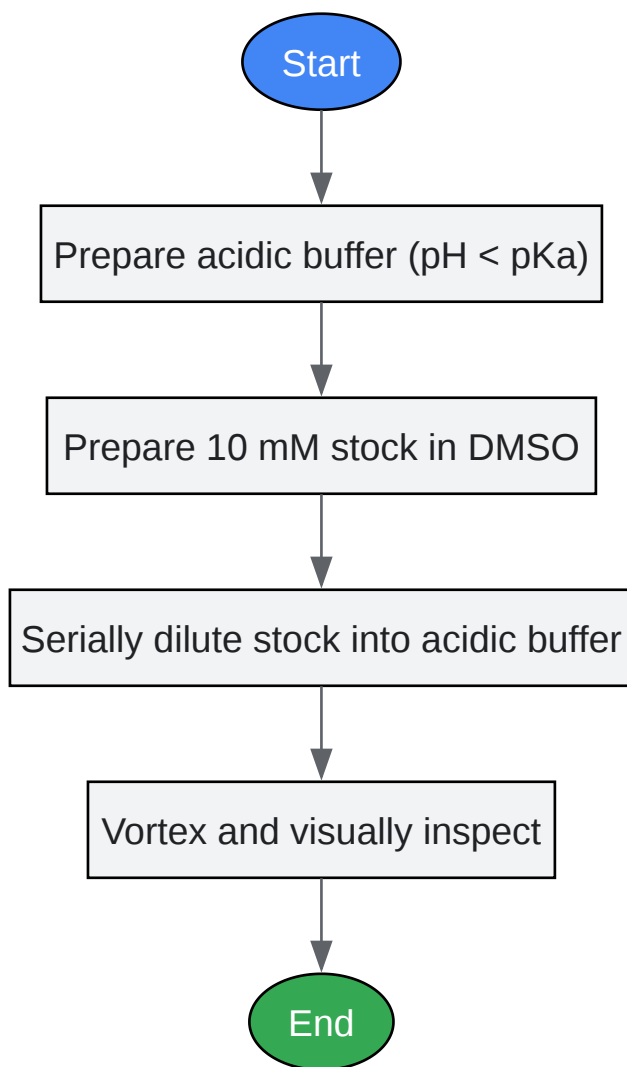 Start
Prepare acidic buffer (pH < pKa)
Prepare 10 mM stock in DMSO
Serially dilute stock into acidic buffer
Vortex and visually inspect
End